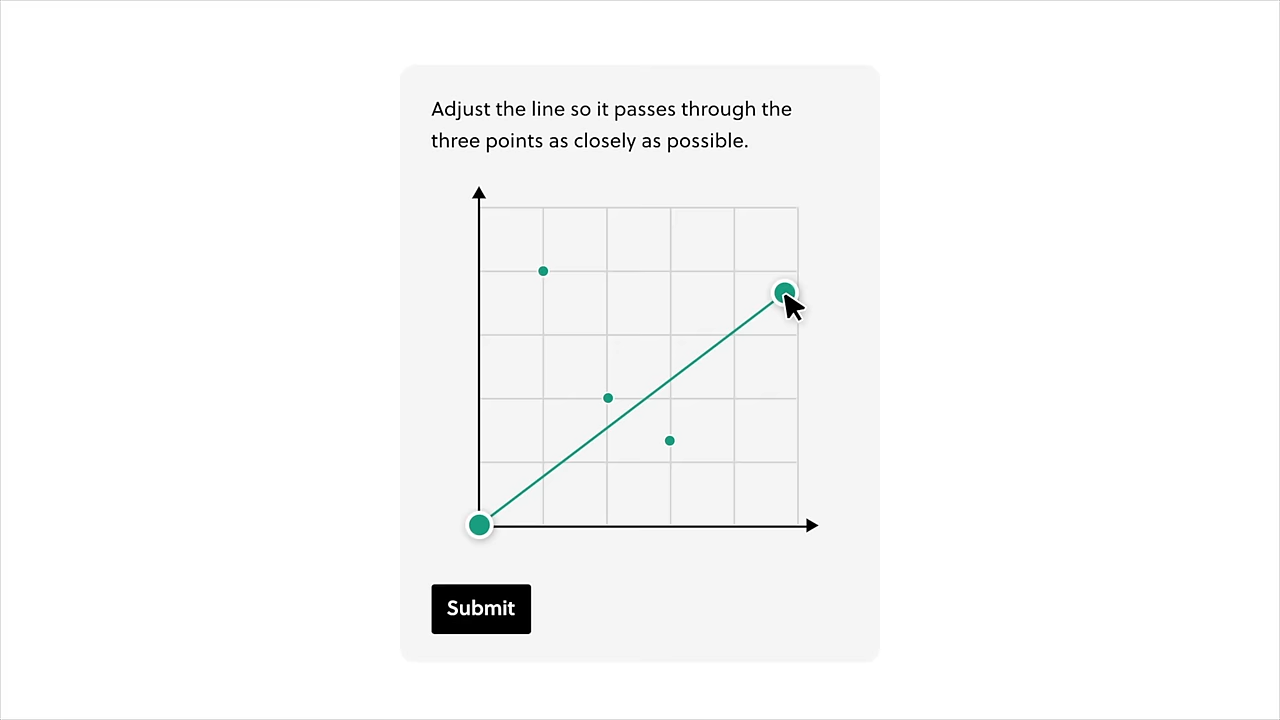 Adjust the line so it passes through the
three points as closely as possible.
Submit